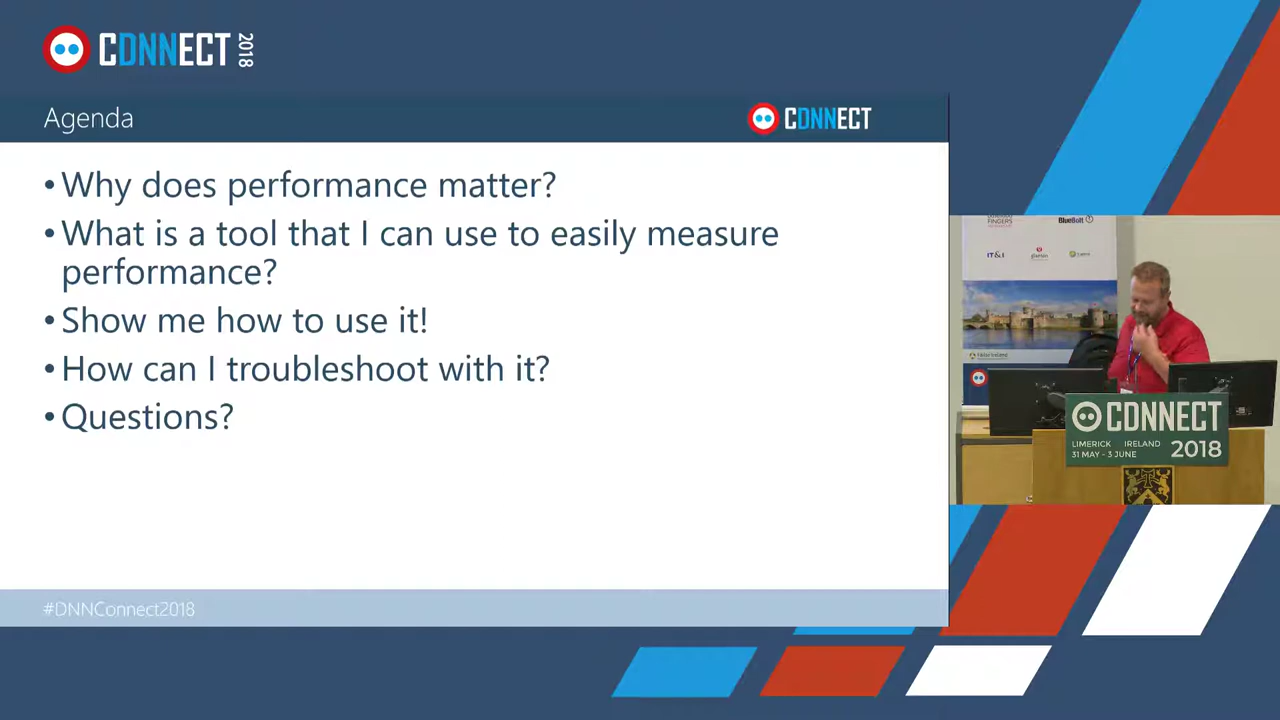 CDNNECT 2018
Agenda
CDNNECT
• Why does performance matter?
• What is a tool that I can use to easily measure
performance?
• Show me how to use it!
• How can I troubleshoot with it?
• Questions?
#DNNConnect2018
BlueBolt
IT&I
CDNNECT
LIMERICK IRELAND
31 MAY - 3 JUNE
2018